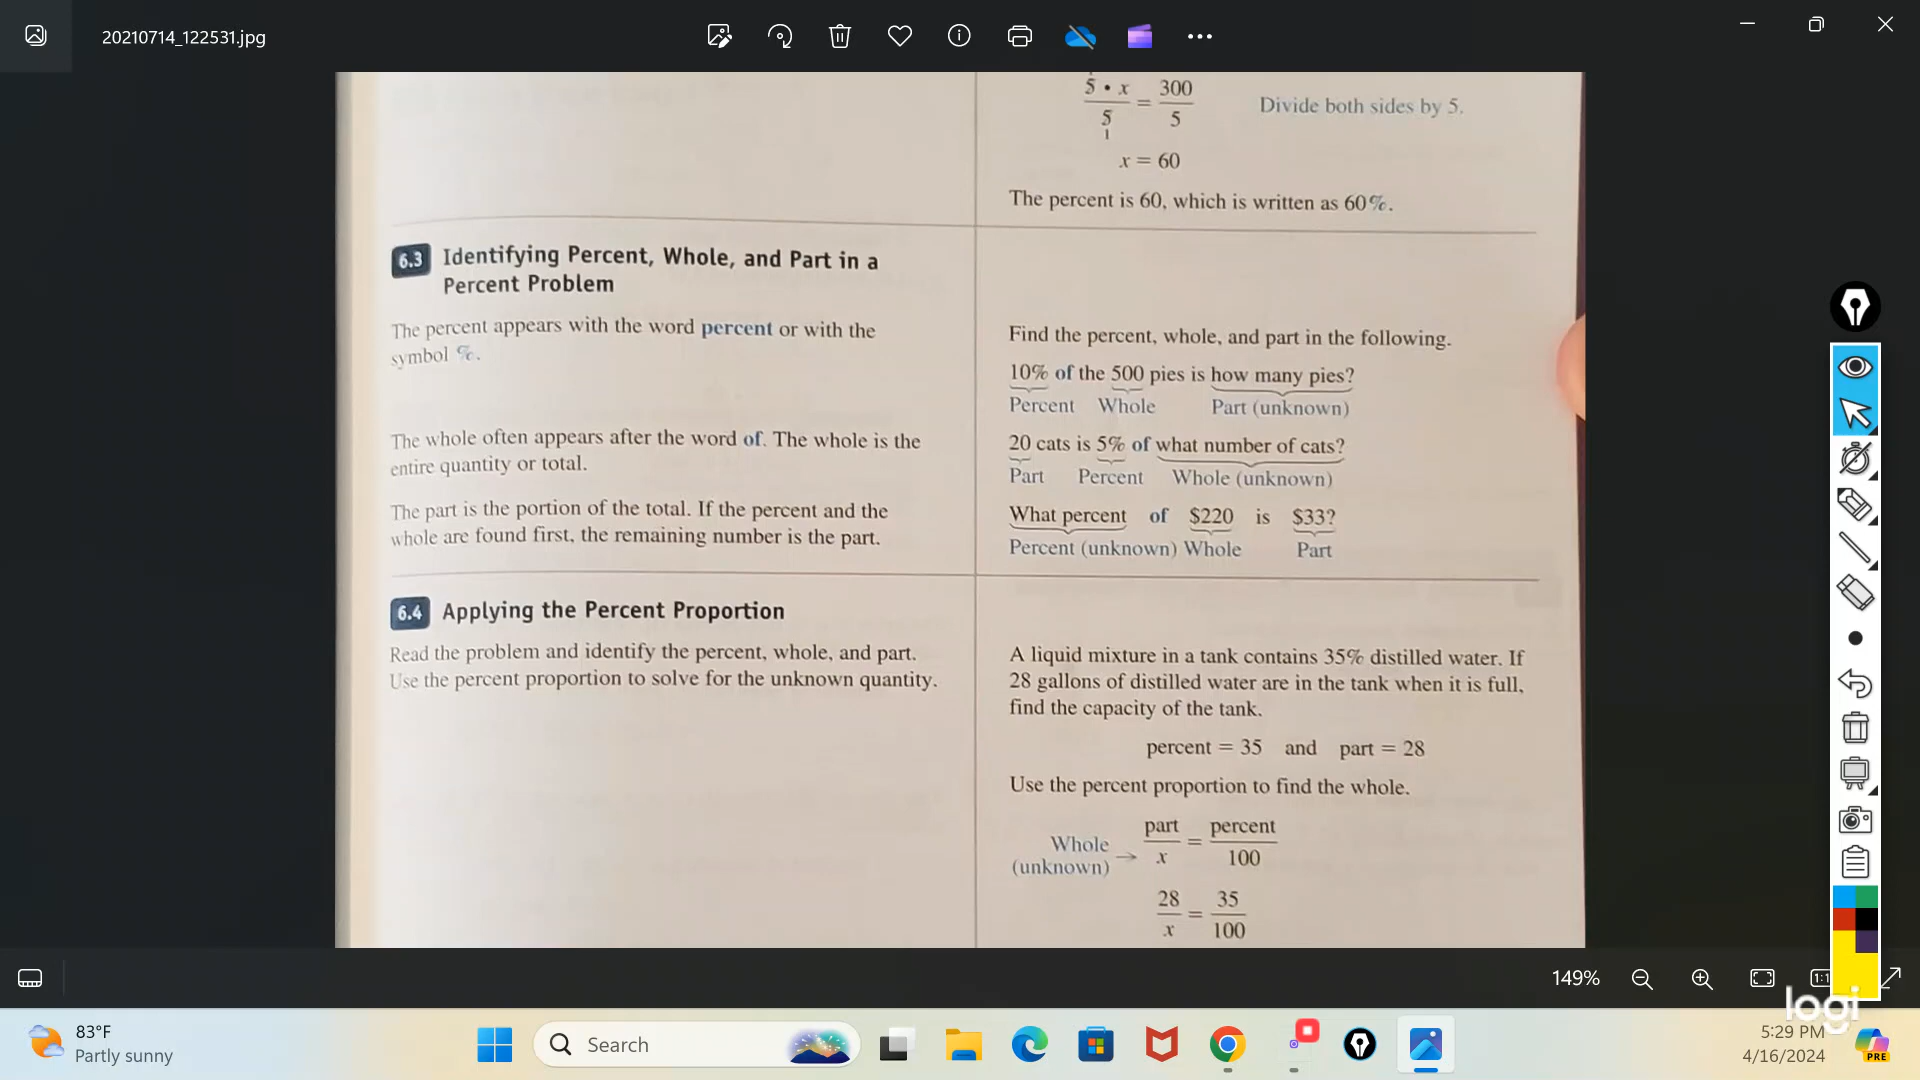 20210714_122531.jpg
5 • x / 5 = 300 / 5 Divide both sides by 5.
1
x = 60
The percent is 60, which is written as 60%.
6.3 Identifying Percent, Whole, and Part in a
Percent Problem
The percent appears with the word percent or with the
symbol %.
The whole often appears after the word of. The whole is the
entire quantity or total.
The part is the portion of the total. If the percent and the
whole are found first, the remaining number is the part.
Find the percent, whole, and part in the following.
10% of the 500 pies is how many pies?
Percent Whole Part (unknown)
20 cats is 5% of what number of cats?
Part Percent Whole (unknown)
What percent of $220 is $33?
Percent (unknown) Whole Part
6.4 Applying the Percent Proportion
Read the problem and identify the percent, whole, and part.
Use the percent proportion to solve for the unknown quantity.
A liquid mixture in a tank contains 35% distilled water. If
28 gallons of distilled water are in the tank when it is full,
find the capacity of the tank.
percent = 35 and part = 28
Use the percent proportion to find the whole.
Whole
(unknown) → part / x = percent / 100
28 / x = 35 / 100
149%
1:1
logi
83°F
Partly sunny
Search
5:29 PM
4/16/2024
PRE